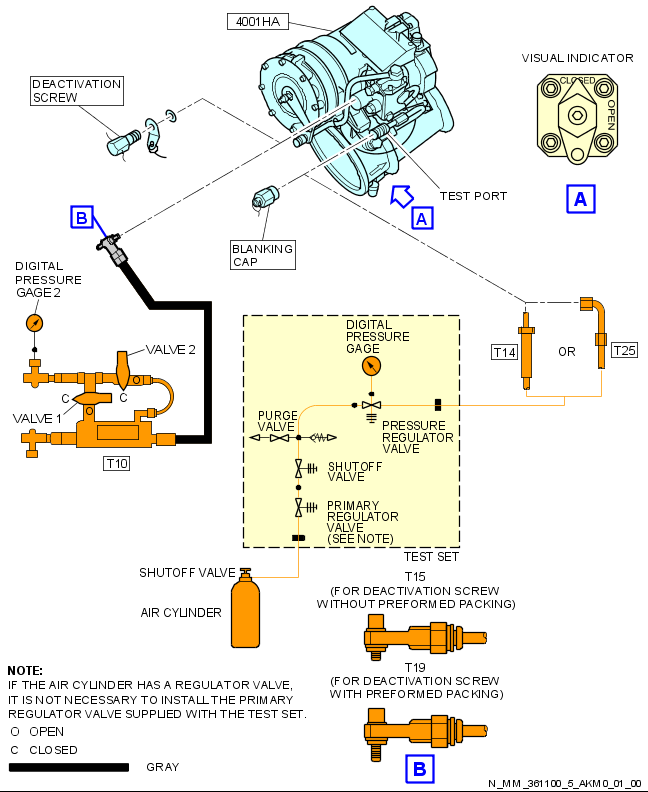 4001HA
DEACTIVATION
SCREW
VISUAL INDICATOR
CLOSED
OPEN
A
TEST PORT
A
B
BLANKING
CAP
DIGITAL
PRESSURE
GAGE 2
VALVE 2
C
C
VALVE 1
T10
DIGITAL
PRESSURE
GAGE
PURGE
VALVE
PRESSURE
REGULATOR
VALVE
SHUTOFF
VALVE
PRIMARY
REGULATOR
VALVE
(SEE NOTE)
TEST SET
T14
OR
T25
SHUTOFF VALVE
AIR CYLINDER
T15
(FOR DEACTIVATION SCREW
WITHOUT PREFORMED PACKING)
T19
(FOR DEACTIVATION SCREW
WITH PREFORMED PACKING)
B
NOTE:
IF THE AIR CYLINDER HAS A REGULATOR VALVE,
IT IS NOT NECESSARY TO INSTALL THE PRIMARY
REGULATOR VALVE SUPPLIED WITH THE TEST SET.
O OPEN
C CLOSED
GRAY
N_MM_361100_5_AKM0_01_00